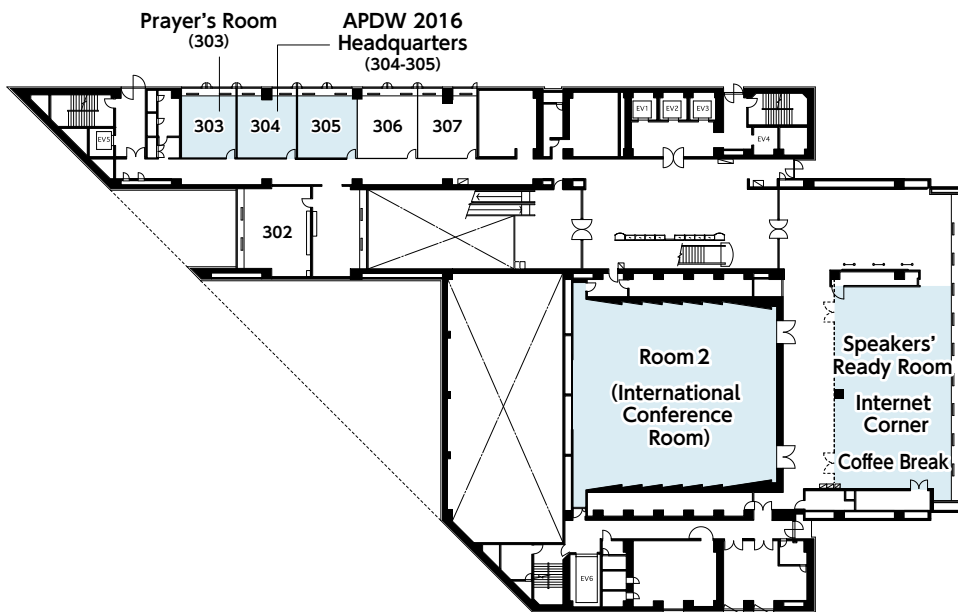 Prayer's Room
(303)
APDW 2016
Headquarters
(304-305)
303
304
305
306
307
EV1
EV2
EV3
EV4
EV5
302
Room 2
(International
Conference
Room)
Speakers'
Ready Room
Internet
Corner
Coffee Break
EV6